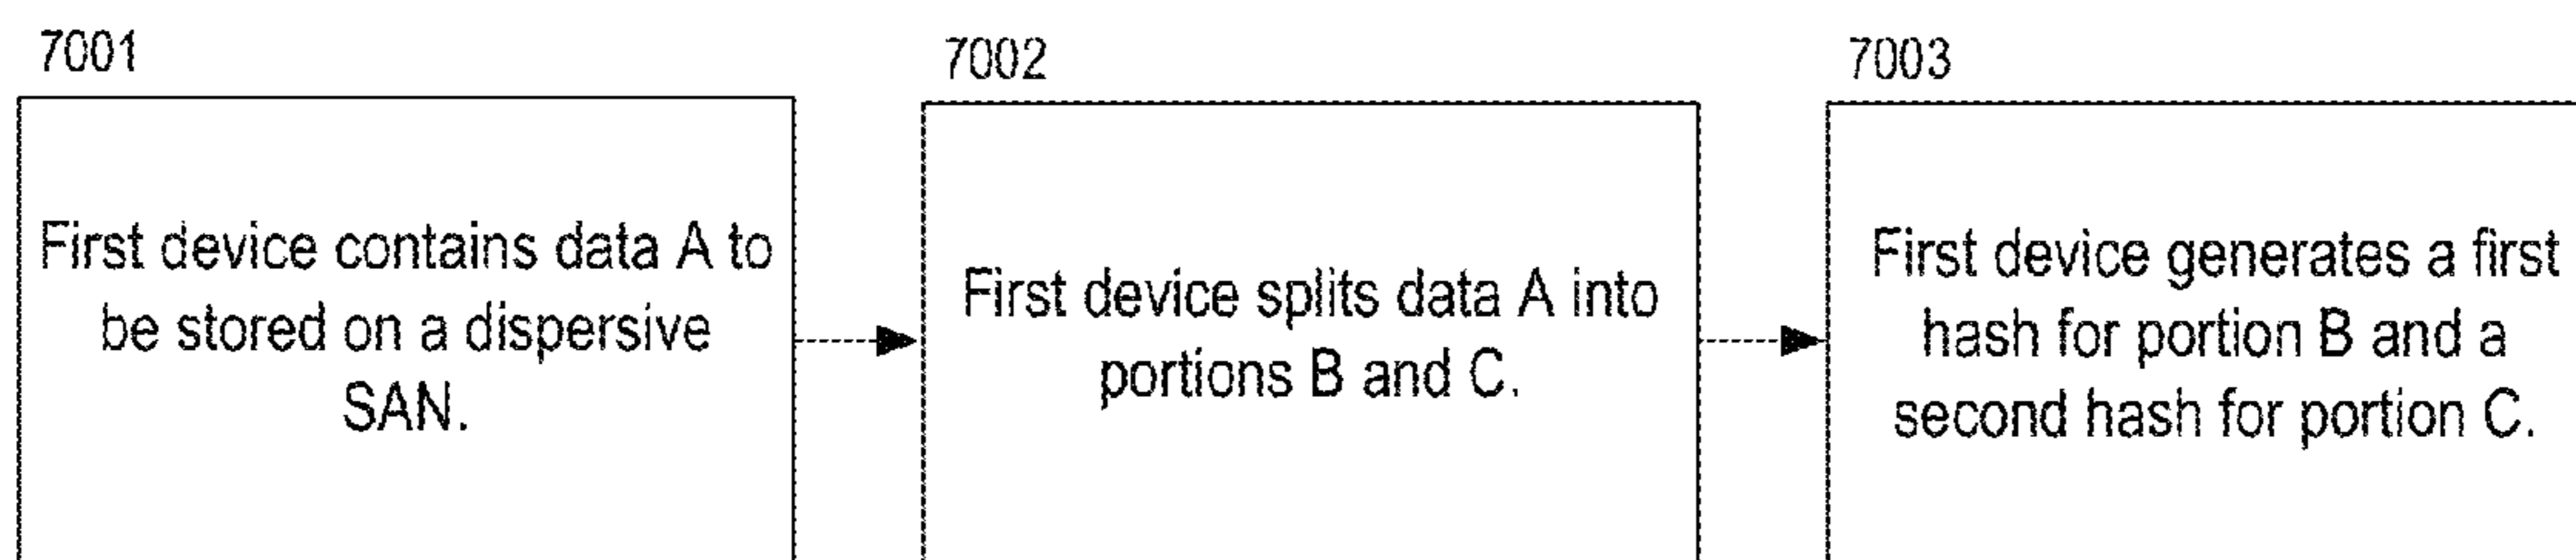 7001
First device contains data A to
be stored on a dispersive
SAN.
7002
First device splits data A into
portions B and C.
7003
First device generates a first
hash for portion B and a
second hash for portion C.